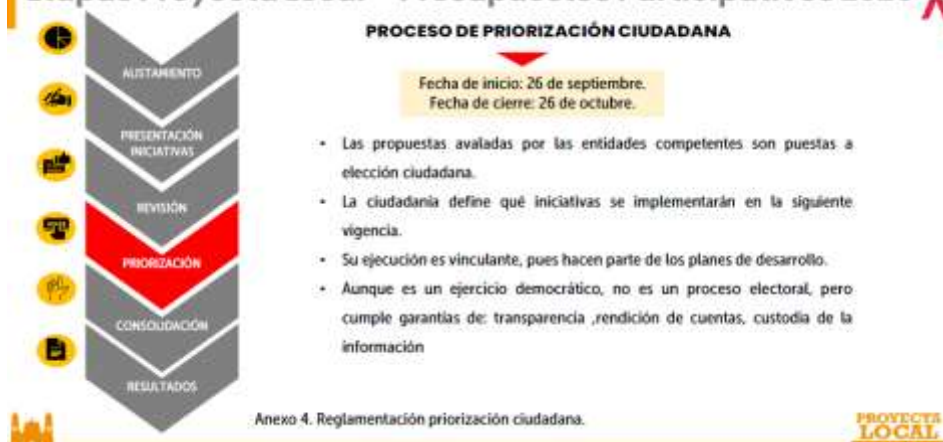 PROCESO DE PRIORIZACIÓN CIUDADANA
Fecha de inicio: 26 de septiembre.
Fecha de cierre: 26 de octubre.
ALISTAMIENTO
PRESENTACIÓN
INICIATIVAS
REVISIÓN
PRIORIZACIÓN
CONSOLIDACIÓN
RESULTADOS
• Las propuestas avaladas por las entidades competentes son puestas a
elección ciudadana.
• La ciudadanía define qué iniciativas se implementarán en la siguiente
vigencia.
• Su ejecución es vinculante, pues hacen parte de los planes de desarrollo.
• Aunque es un ejercicio democrático, no es un proceso electoral, pero
cumple garantías de: transparencia ,rendición de cuentas, custodia de la
información
Anexo 4. Reglamentación priorización ciudadana.
PROYECTA
LOCAL